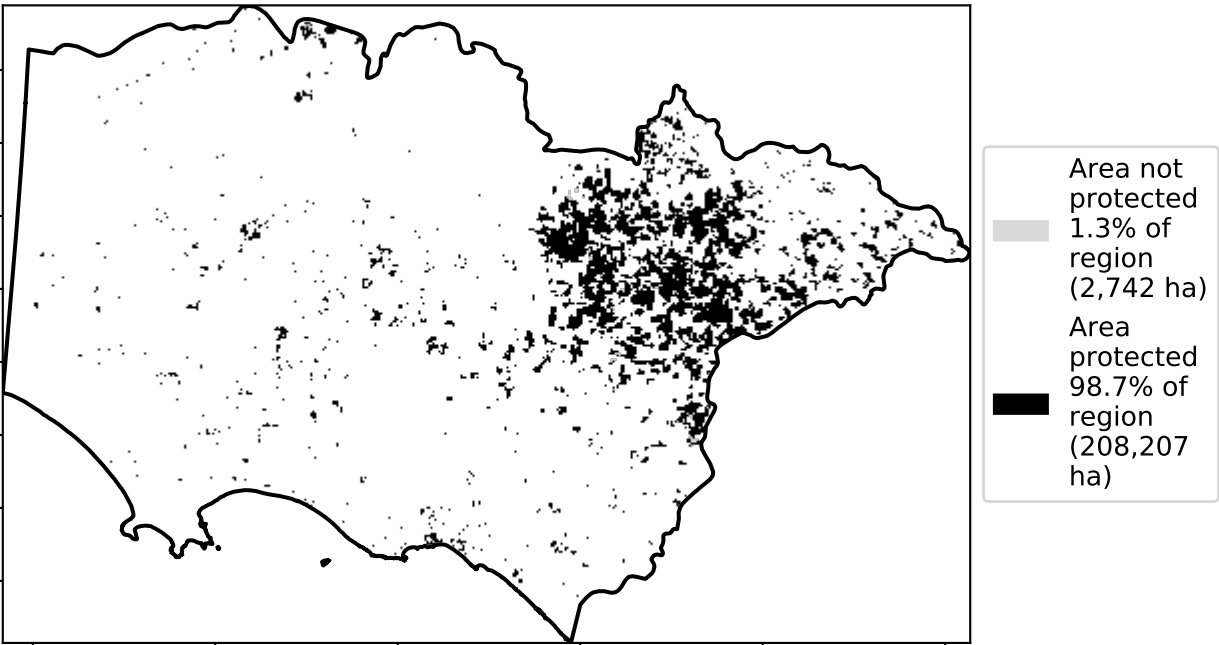 Area not
protected
1.3% of
region
(2,742 ha)
Area
protected
98.7% of
region
(208,207
ha)